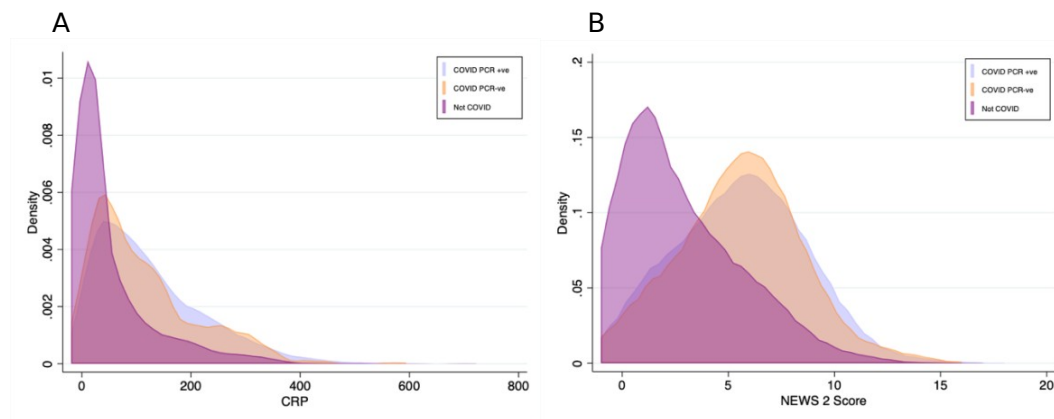 A
B
COVID PCR +ve
COVID PCR-ve
Not COVID
Density
0
.002
.004
.006
.008
.01
0
200
400
600
800
CRP
COVID PCR +ve
COVID PCR-ve
Not COVID
Density
0
.05
.1
.15
.2
0
5
10
15
20
NEWS 2 Score